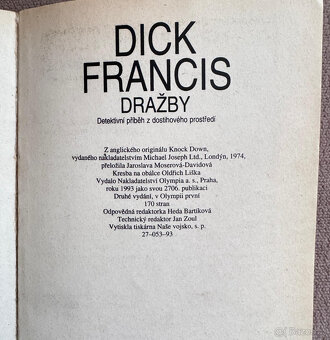 DICK
FRANCIS
DRAŽBY
Detektivní příběh z dostihového prostředí
Z anglického originálu Knock Down,
vydaného nakladatelstvím Michael Joseph Ltd., Londýn, 1974,
přeložila Jaroslava Moserová-Davidová
Kresba na obálce Oldřich Liška
Vydalo Nakladatelství Olympia a. s., Praha,
roku 1993 jako svou 2706. publikaci
Druhé vydání, v Olympii první
170 stran
Odpovědná redaktorka Heda Bartíková
Technický redaktor Jan Zoul
Vytiskla tiskárna Naše vojsko, s. p.
27–053–93